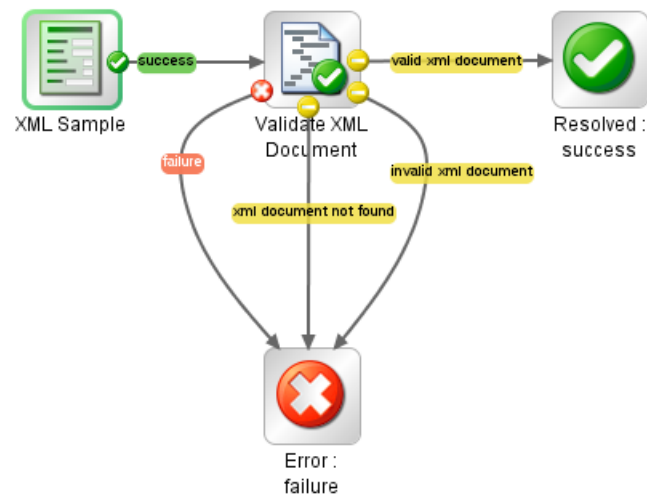 success
valid xml document
XML Sample
Validate XML
Document
Resolved :
success
failure
invalid xml document
xml document not found
Error :
failure